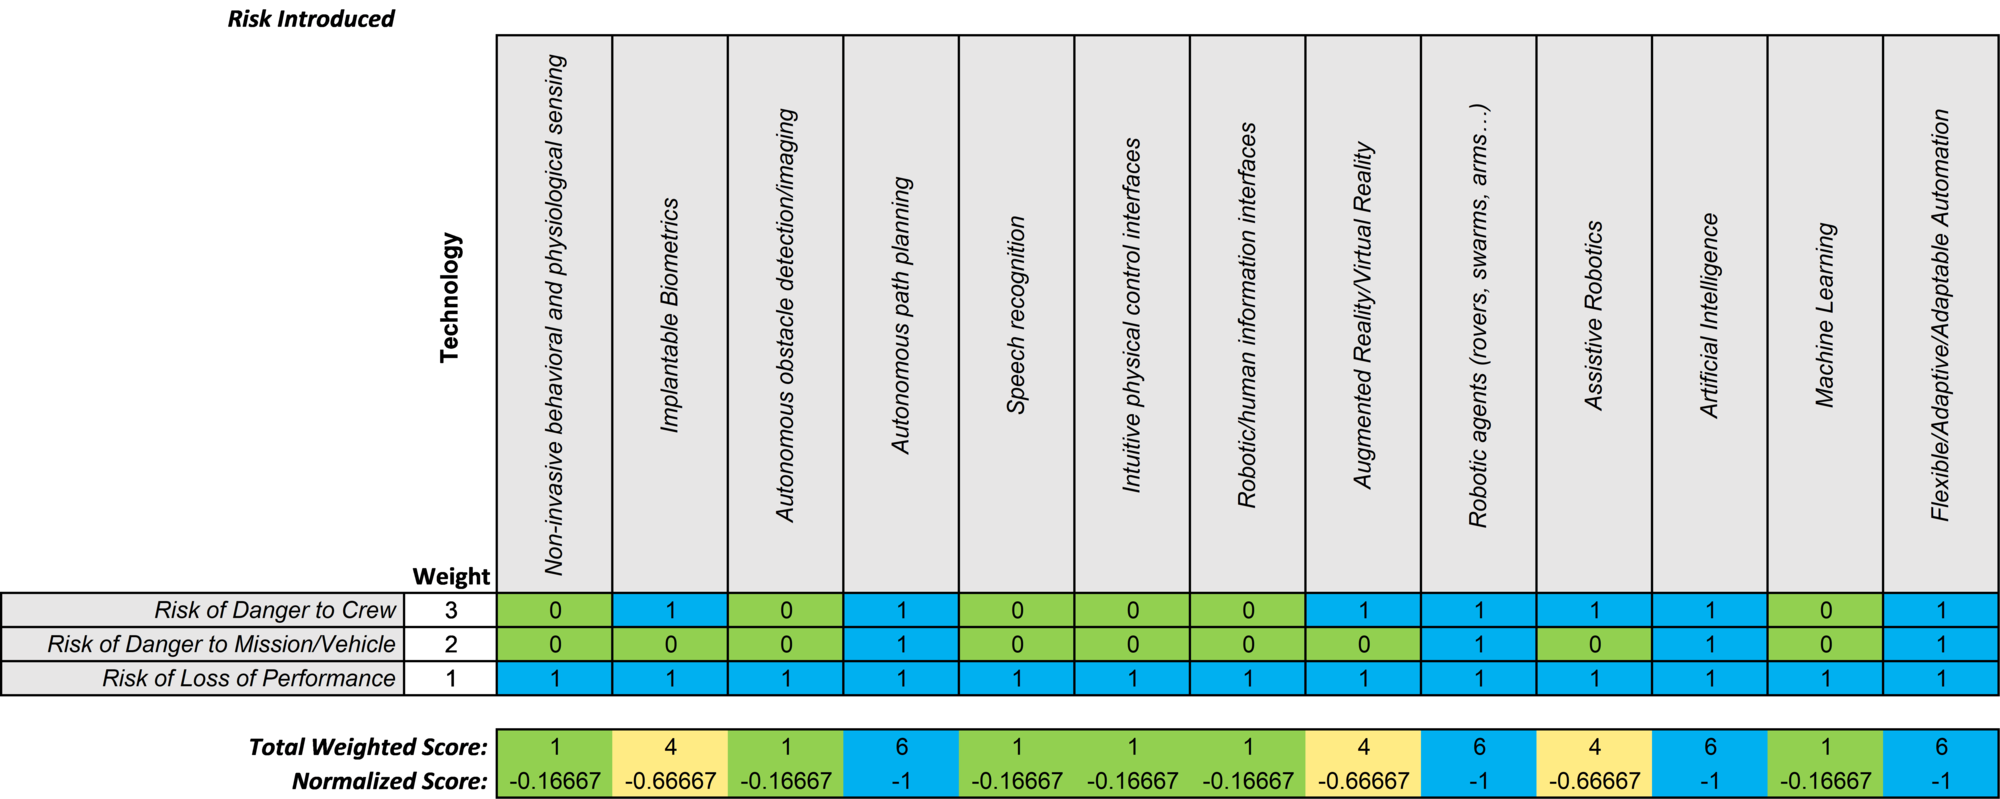 Risk Introduced
Technology
Non-invasive behavioral and physiological sensing
Implantable Biometrics
Autonomous obstacle detection/imaging
Autonomous path planning
Speech recognition
Intuitive physical control interfaces
Robotic/human information interfaces
Augmented Reality/Virtual Reality
Robotic agents (rovers, swarms, arms…)
Assistive Robotics
Artificial Intelligence
Machine Learning
Flexible/Adaptive/Adaptable Automation
Weight
Risk of Danger to Crew 3 0 1 0 1 0 0 0 1 1 1 1 0 1
Risk of Danger to Mission/Vehicle 2 0 0 0 1 0 0 0 0 1 0 1 0 1
Risk of Loss of Performance 1 1 1 1 1 1 1 1 1 1 1 1 1 1
Total Weighted Score: 1 4 1 6 1 1 1 4 6 4 6 1 6
Normalized Score: -0.16667 -0.66667 -0.16667 -1 -0.16667 -0.16667 -0.16667 -0.66667 -1 -0.66667 -1 -0.16667 -1